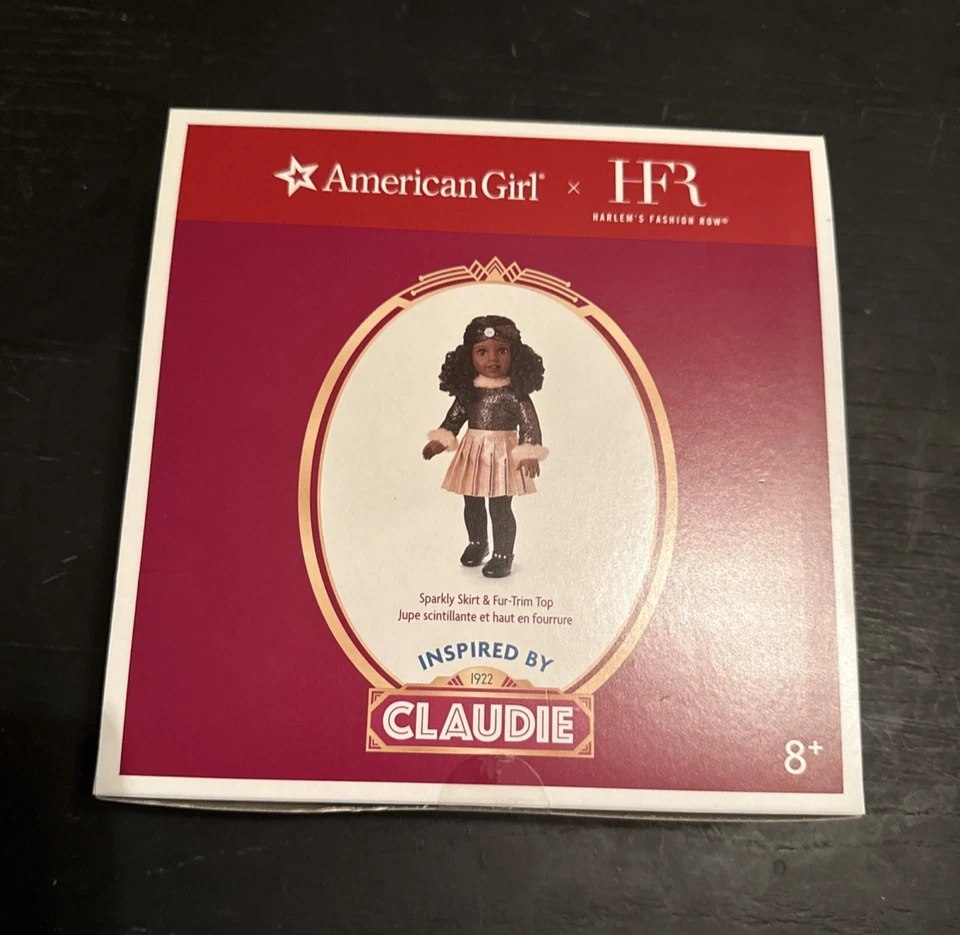 American Girl® × HFR
HARLEM'S FASHION ROW®
Sparkly Skirt & Fur-Trim Top
Jupe scintillante et haut en fourrure
INSPIRED BY
1922
CLAUDIE
8+